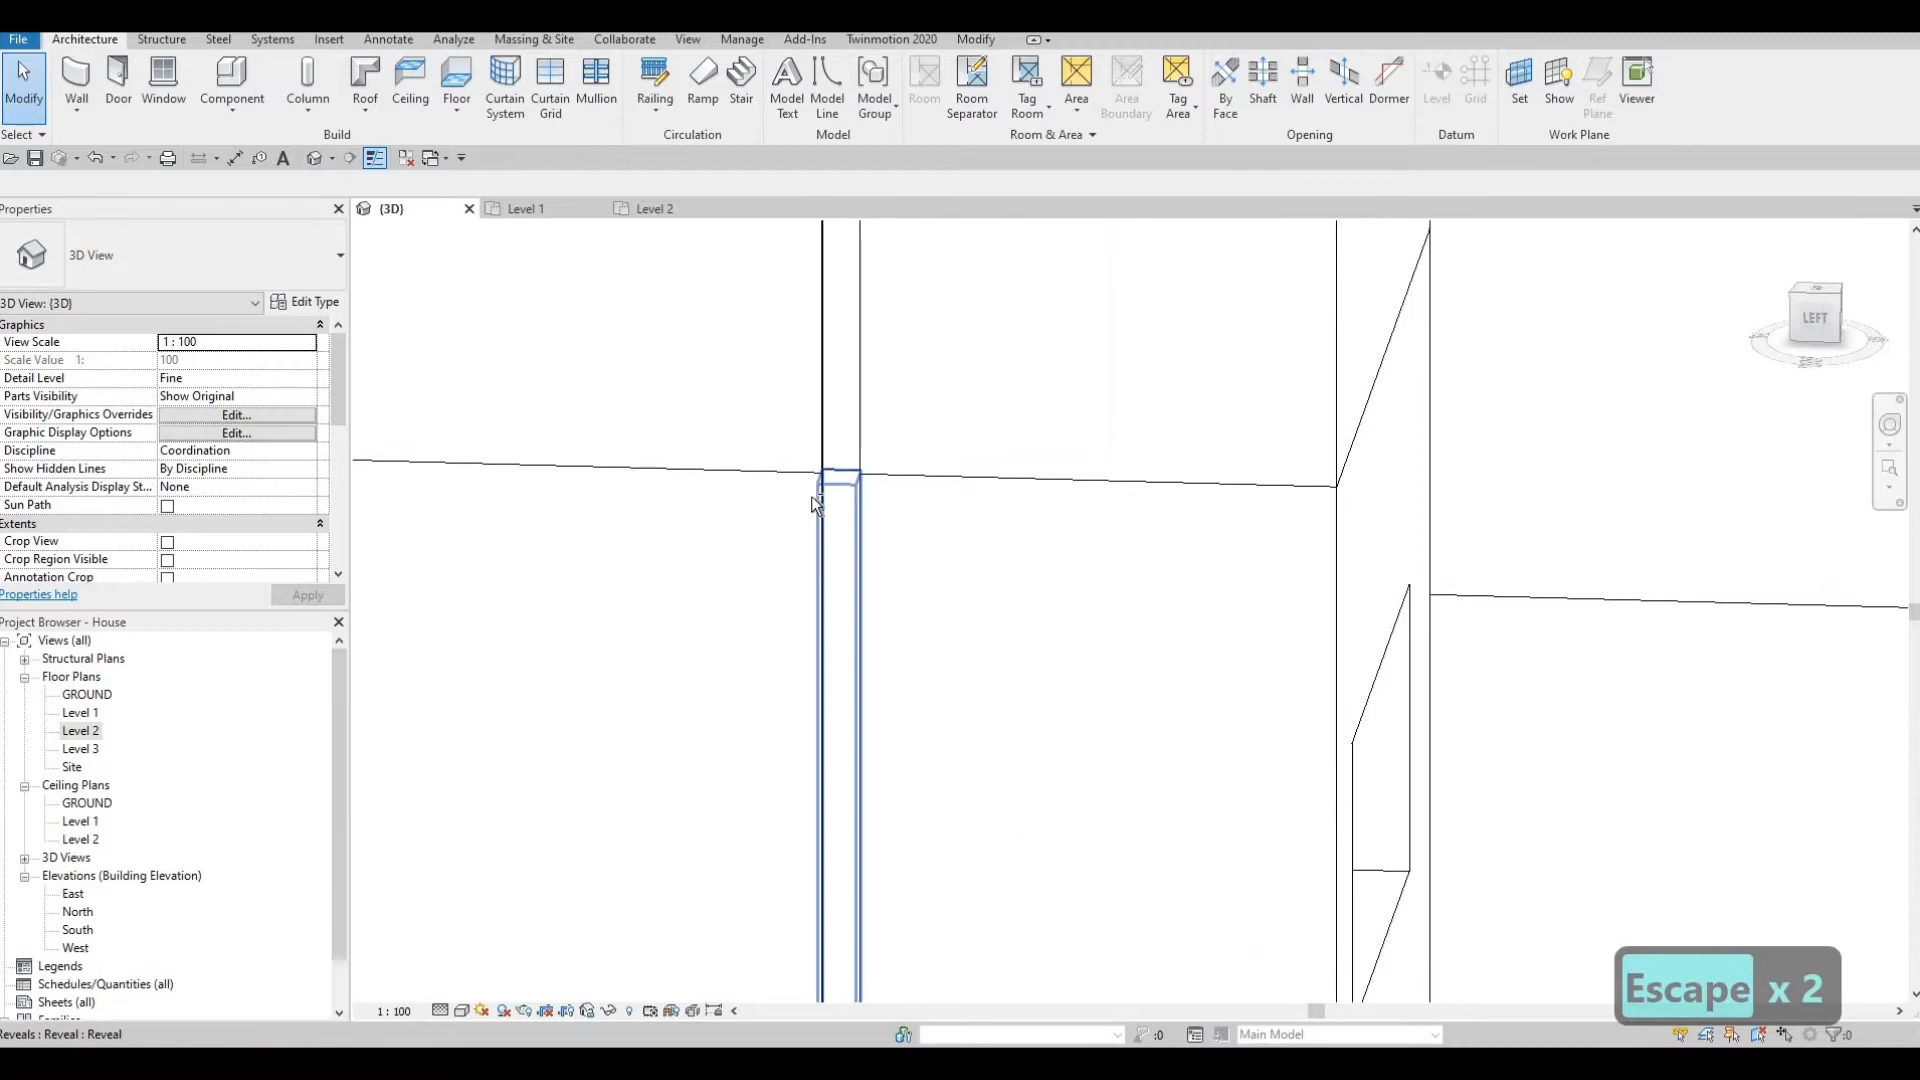 File Architecture Structure Steel Systems Insert Annotate Analyze Massing & Site Collaborate View Manage Add-Ins Twinmotion 2020 Modify
Modify Wall Door Window Component Column Roof Ceiling Floor Curtain System Curtain Grid Mullion Railing Ramp Stair Model Text Model Line Model Group Room Room Separator Tag Room Area Area Boundary Tag Area By Face Shaft Wall Vertical Dormer Level Grid Set Show Ref Plane Viewer
Select Build Circulation Model Room & Area Opening Datum Work Plane
Properties
{3D} Level 1 Level 2
3D View
3D View: {3D} Edit Type
Graphics
View Scale 1 : 100
Scale Value 1: 100
Detail Level Fine
Parts Visibility Show Original
Visibility/Graphics Overrides Edit...
Graphic Display Options Edit...
Discipline Coordination
Show Hidden Lines By Discipline
Default Analysis Display St... None
Sun Path
Extents
Crop View
Crop Region Visible
Annotation Crop
Properties help Apply
LEFT
Project Browser - House
Views (all)
Structural Plans
Floor Plans
GROUND
Level 1
Level 2
Level 3
Site
Ceiling Plans
GROUND
Level 1
Level 2
3D Views
Elevations (Building Elevation)
East
North
South
West
Legends
Schedules/Quantities (all)
Sheets (all)
1 : 100
Escape x 2
Reveals : Reveal : Reveal :0 Main Model :0